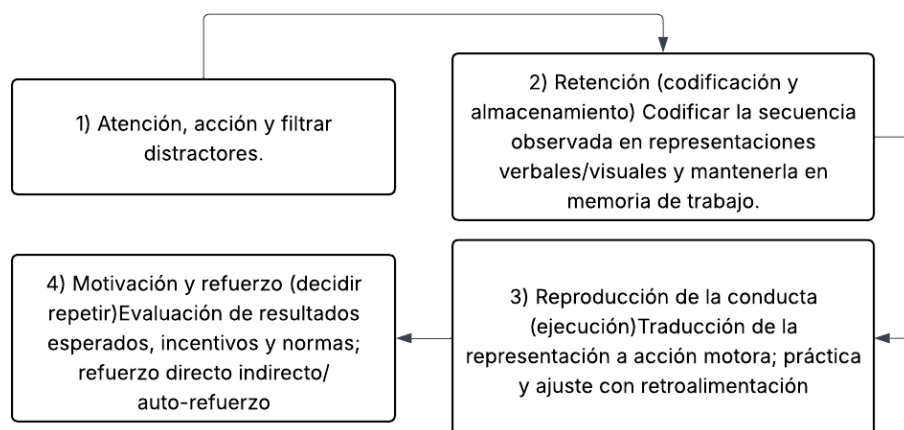 1) Atención, acción y filtrar
distractores.
2) Retención (codificación y
almacenamiento) Codificar la secuencia
observada en representaciones
verbales/visuales y mantenerla en
memoria de trabajo.
3) Reproducción de la conducta
(ejecución)Traducción de la
representación a acción motora; práctica
y ajuste con retroalimentación
4) Motivación y refuerzo (decidir
repetir)Evaluación de resultados
esperados, incentivos y normas;
refuerzo directo indirecto/
auto-refuerzo